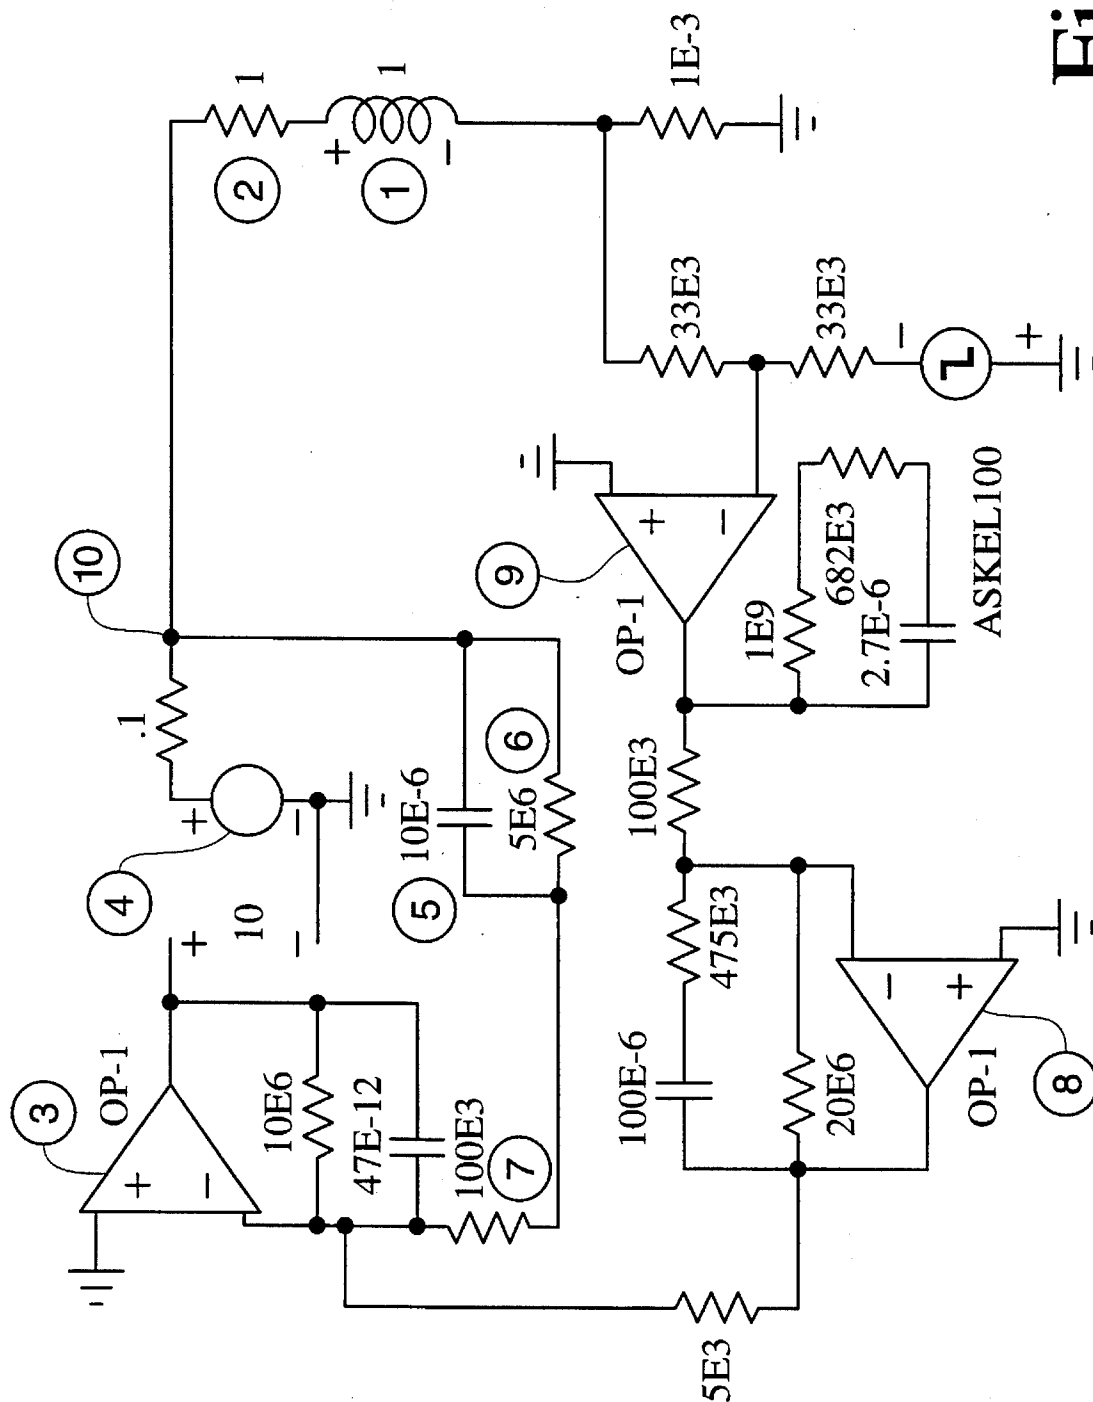 3
10
OP-1
4
.1
+
+
+
−
10
2
1
−
−
10E6
+
47E-12
1
1
5
10E-6
−
100E3
7
5E6
6
9
100E-6
100E3
OP-1
+
33E3
1E-3
5E3
475E3
−
1E9
20E6
682E3
33E3
2.7E-6
−
−
+
OP-1
ASKEL100
+
8